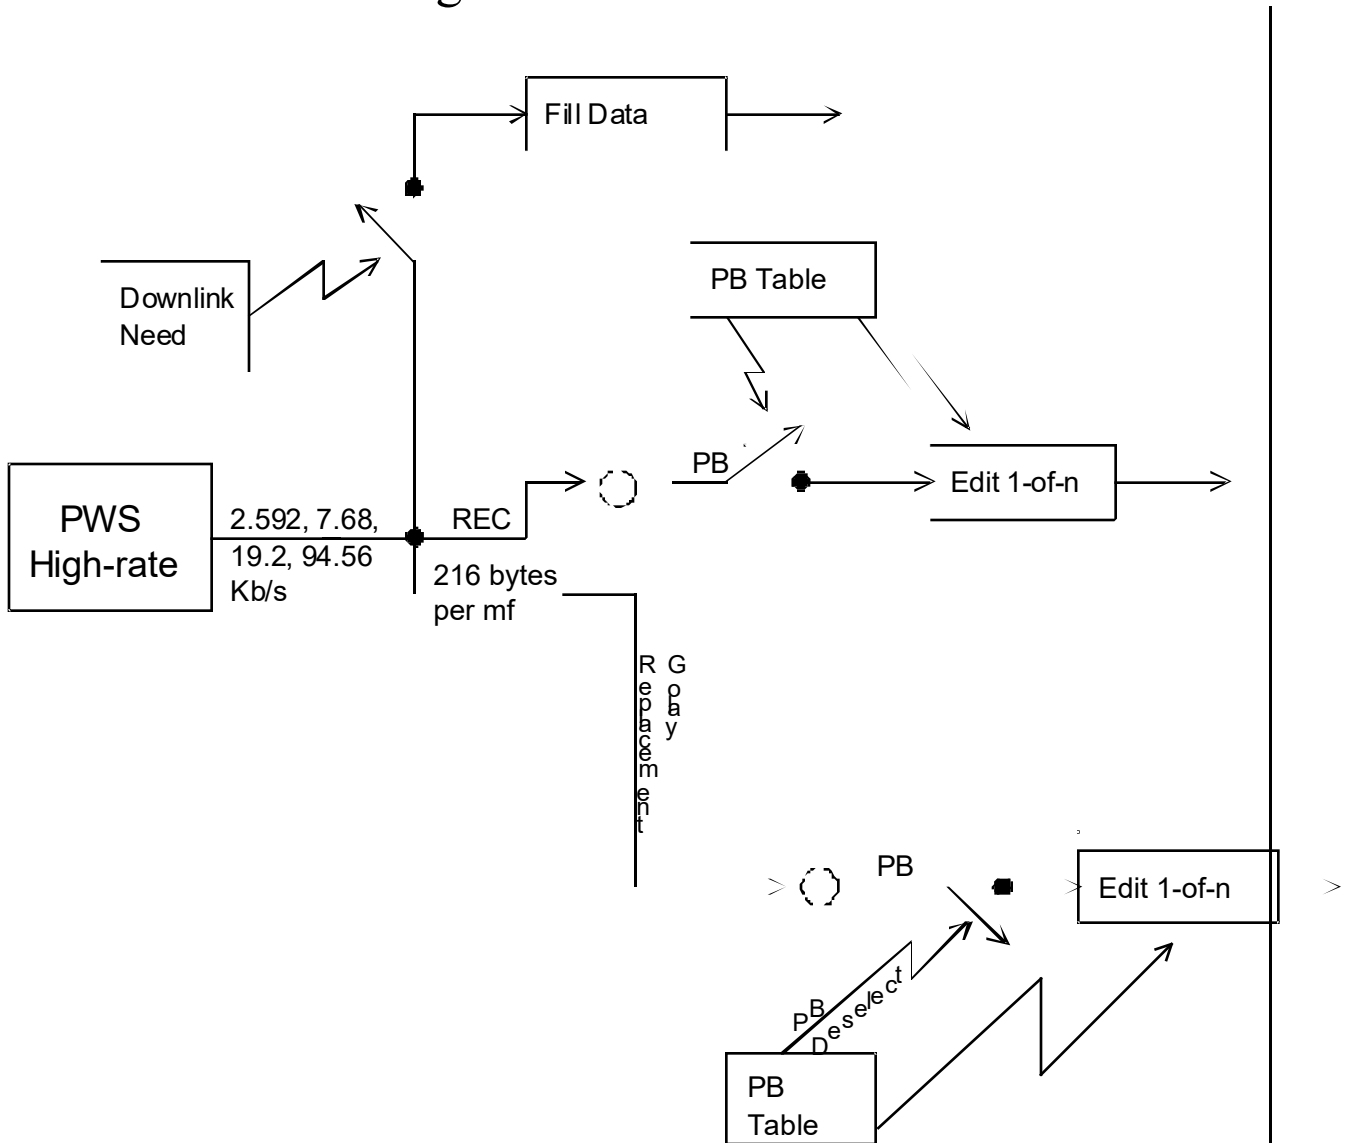 g
Fill Data
PB Table
Downlink
Need
PB
Edit 1-of-n
PWS
High-rate
2.592, 7.68,
19.2, 94.56
Kb/s
REC
216 bytes
per mf
Golay
Replacement
PB
Edit 1-of-n
PB
Deselect
PB
Table